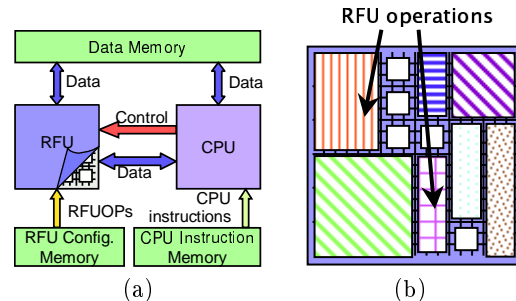 Data Memory
Data
Data
RFU
Control
CPU
Data
RFUOPs
CPU
instructions
RFU Config.
Memory
CPU Instruction
Memory
(a)
RFU operations
(b)